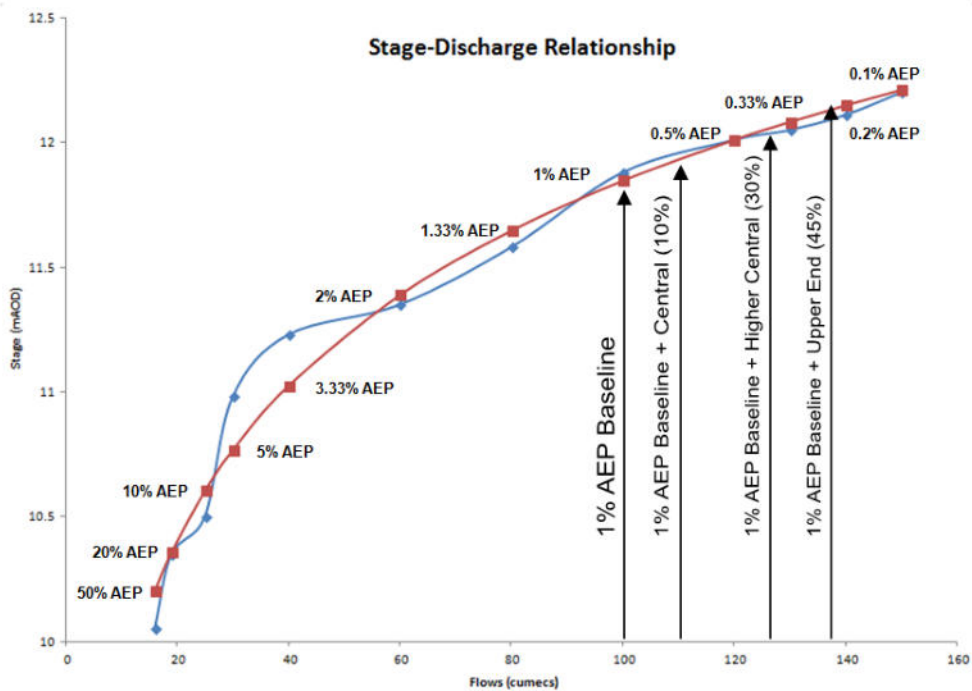 Stage-Discharge Relationship
12.5
12
11.5
11
10.5
10
Stage (mAOD)
0
20
40
60
80
100
120
140
160
Flows (cumecs)
50% AEP
20% AEP
10% AEP
5% AEP
3.33% AEP
2% AEP
1.33% AEP
1% AEP
0.5% AEP
0.33% AEP
0.2% AEP
0.1% AEP
1% AEP Baseline
1% AEP Baseline + Central (10%)
1% AEP Baseline + Higher Central (30%)
1% AEP Baseline + Upper End (45%)